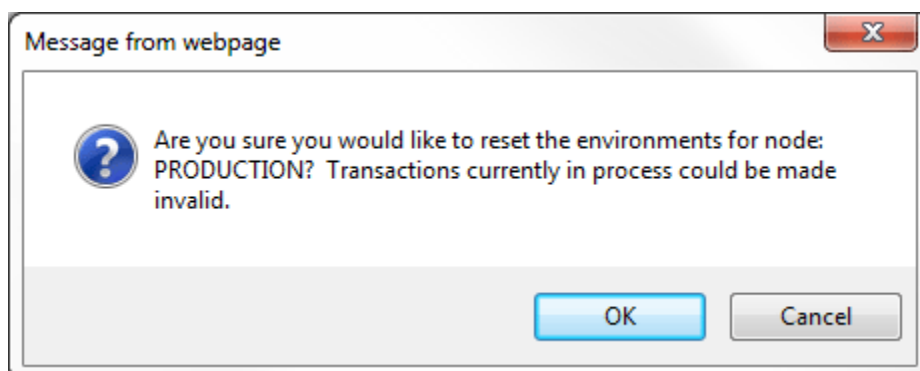 Message from webpage
Are you sure you would like to reset the environments for node:
PRODUCTION?  Transactions currently in process could be made
invalid.
OK
Cancel